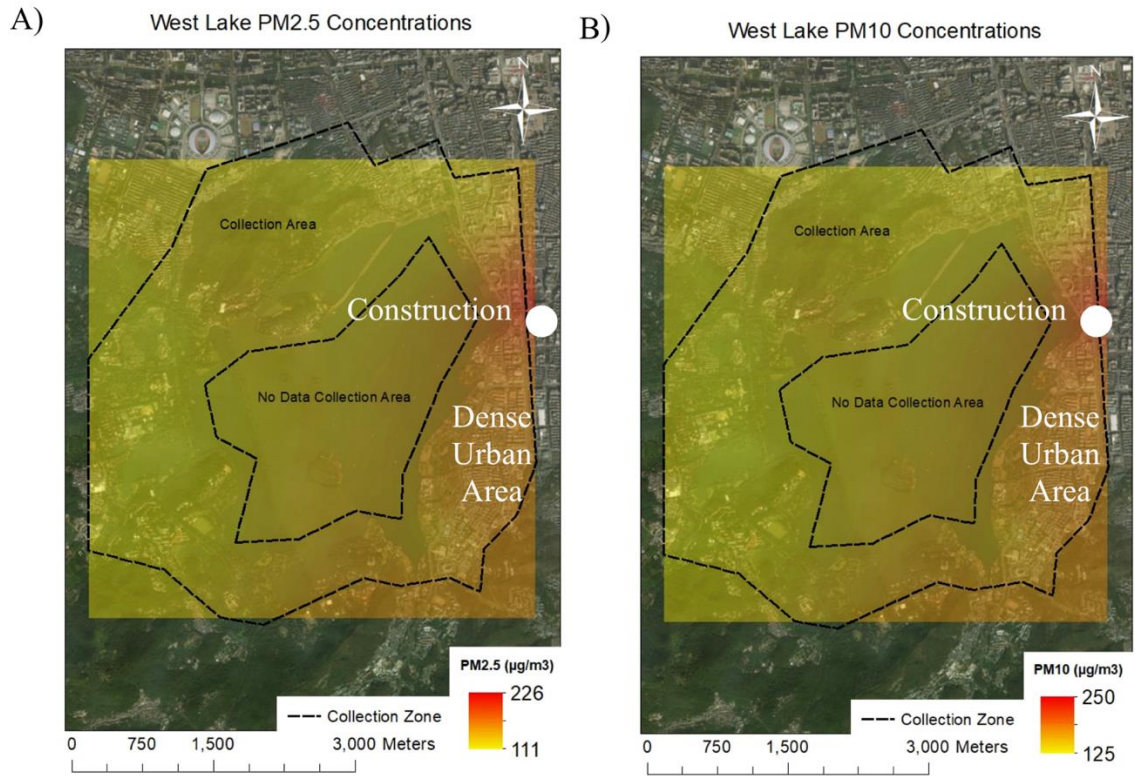 A)
West Lake PM2.5 Concentrations
N
Collection Area
Construction
No Data Collection Area
Dense
Urban
Area
PM2.5 (µg/m3)
226
111
Collection Zone
0 750 1,500 3,000 Meters
B)
West Lake PM10 Concentrations
N
Collection Area
Construction
No Data Collection Area
Dense
Urban
Area
PM10 (µg/m3)
250
125
Collection Zone
0 750 1,500 3,000 Meters